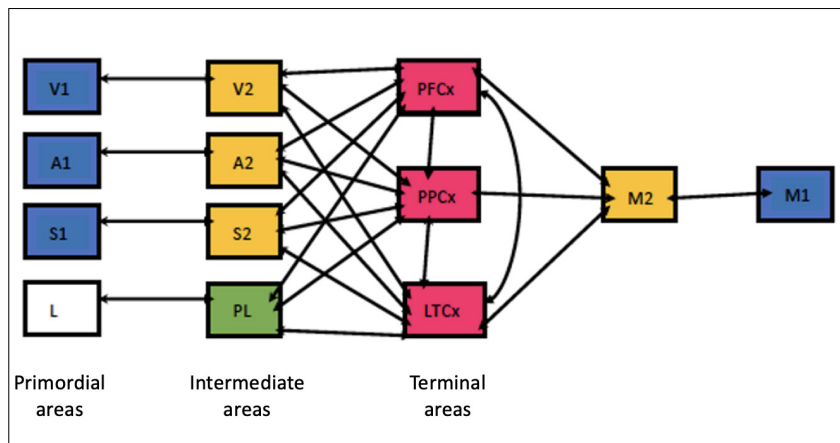 V1
V2
PFCx
A1
A2
PPCx
M2
M1
S1
S2
L
PL
LTCx
Primordial areas
Intermediate areas
Terminal areas